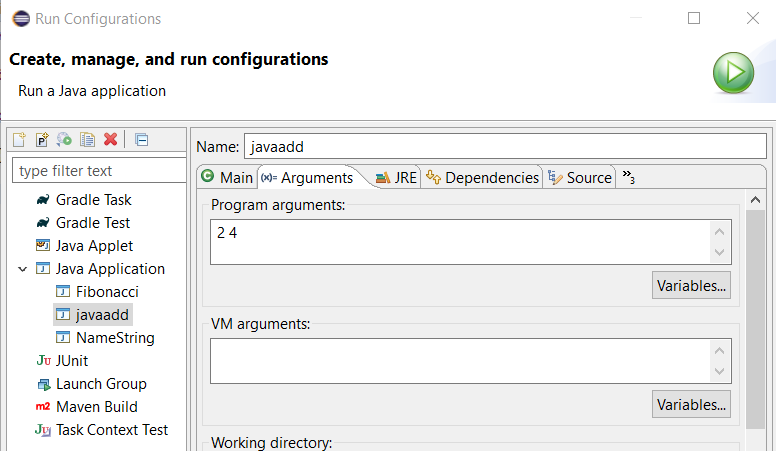 Run Configurations
Create, manage, and run configurations
Run a Java application
Name: javaadd
type filter text
Gradle Task
Gradle Test
Java Applet
Java Application
Fibonacci
javaadd
NameString
JUnit
Launch Group
Maven Build
Task Context Test
Main (x)= Arguments JRE Dependencies Source »3
Program arguments:
2 4
Variables...
VM arguments:
Variables...
Working directory: